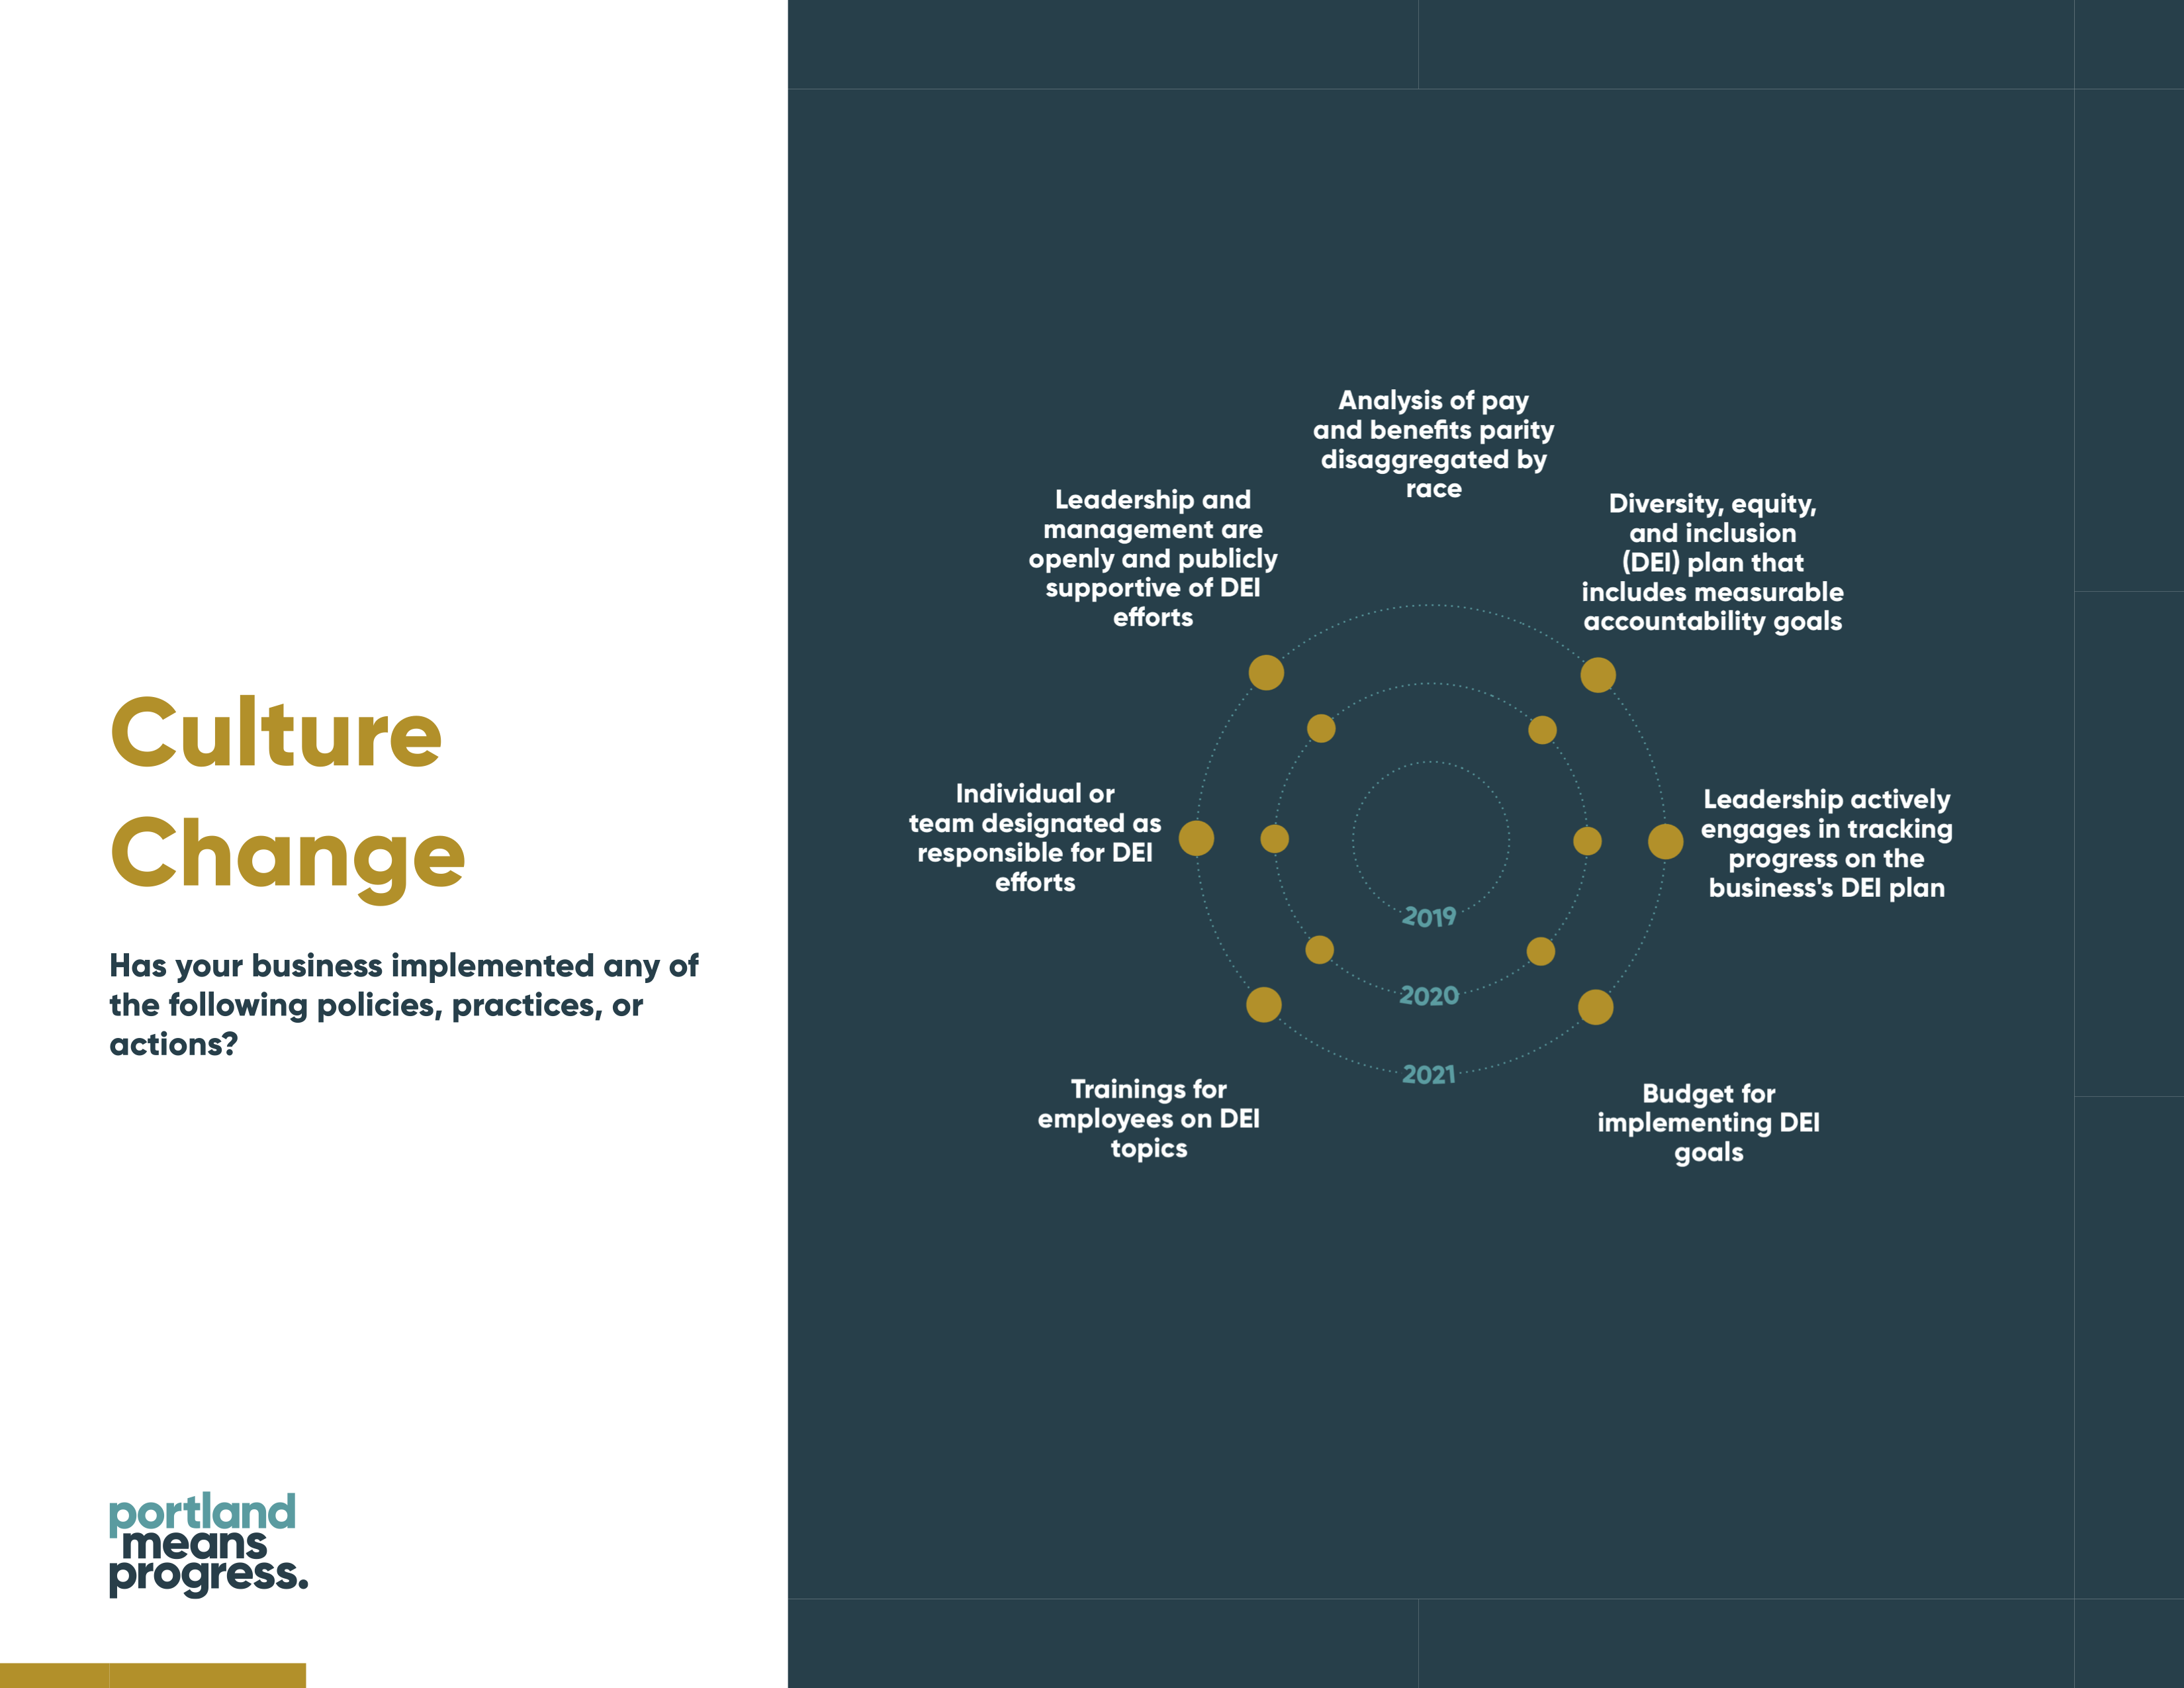 Culture
Change
Has your business implemented any of
the following policies, practices, or
actions?
portland
means
progress.
Analysis of pay
and benefits parity
disaggregated by
race
Leadership and
management are
openly and publicly
supportive of DEI
efforts
Diversity, equity,
and inclusion
(DEI) plan that
includes measurable
accountability goals
Individual or
team designated as
responsible for DEI
efforts
Leadership actively
engages in tracking
progress on the
business's DEI plan
2019
2020
2021
Trainings for
employees on DEI
topics
Budget for
implementing DEI
goals